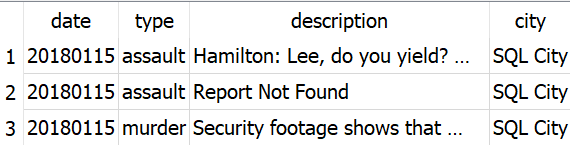 date type description city
1 20180115 assault Hamilton: Lee, do you yield? ... SQL City
2 20180115 assault Report Not Found SQL City
3 20180115 murder Security footage shows that ... SQL City